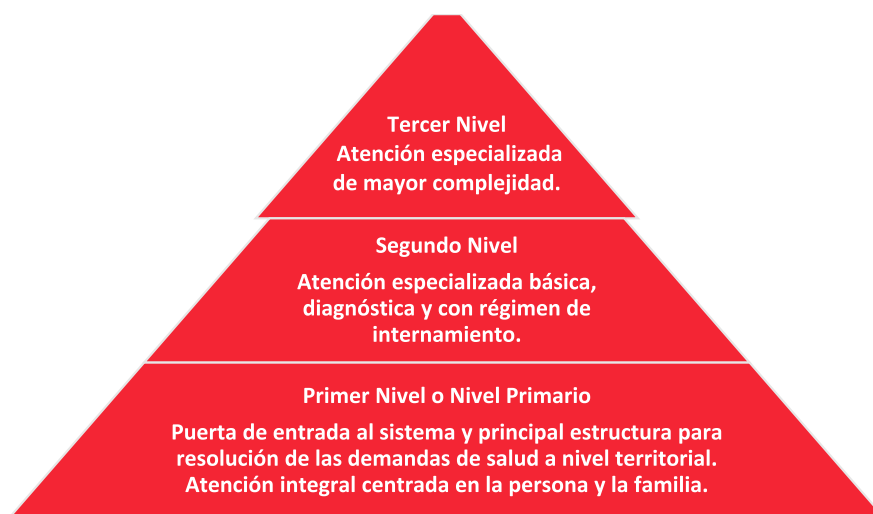 Tercer Nivel
Atención especializada
de mayor complejidad.
Segundo Nivel
Atención especializada básica,
diagnóstica y con régimen de
internamiento.
Primer Nivel o Nivel Primario
Puerta de entrada al sistema y principal estructura para
resolución de las demandas de salud a nivel territorial.
Atención integral centrada en la persona y la familia.